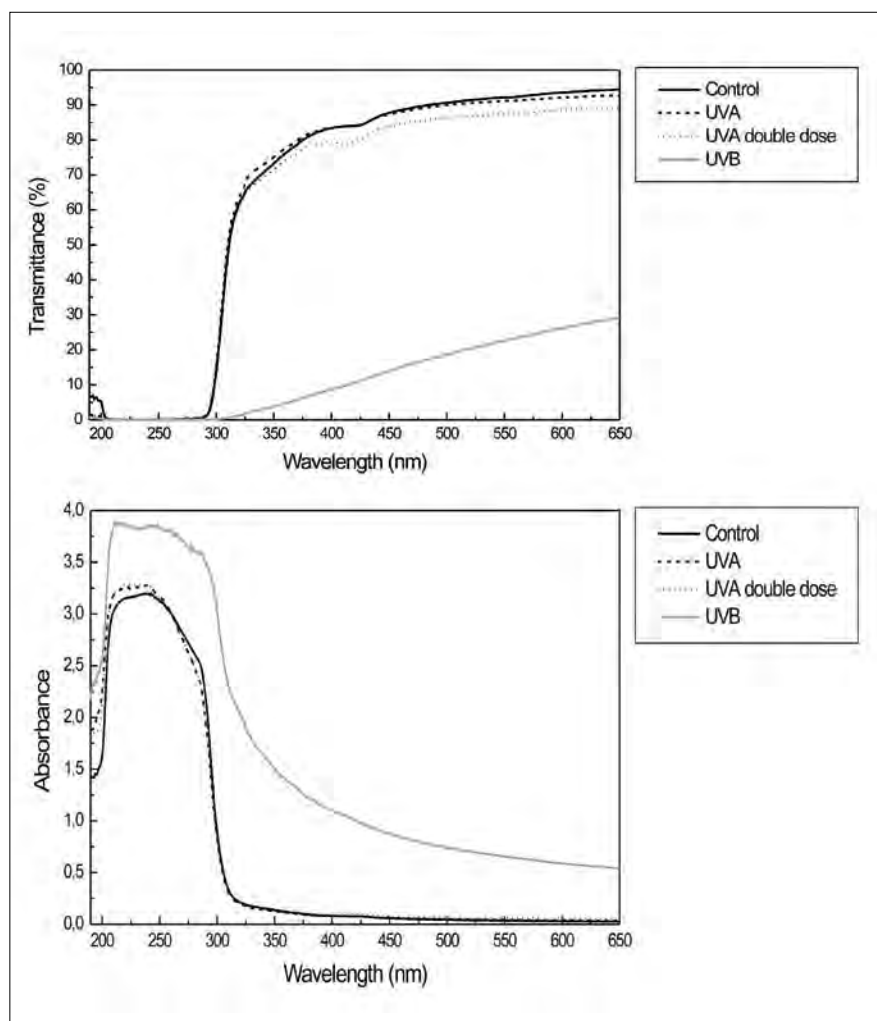 100
90
80
70
60
50
40
30
20
10
0
Transmittance (%)
200 250 300 350 400 450 500 550 600 650
Wavelength (nm)
Control
UVA
UVA double dose
UVB
4,0
3,5
3,0
2,5
2,0
1,5
1,0
0,5
0,0
Absorbance
200 250 300 350 400 450 500 550 600 650
Wavelength (nm)
Control
UVA
UVA double dose
UVB